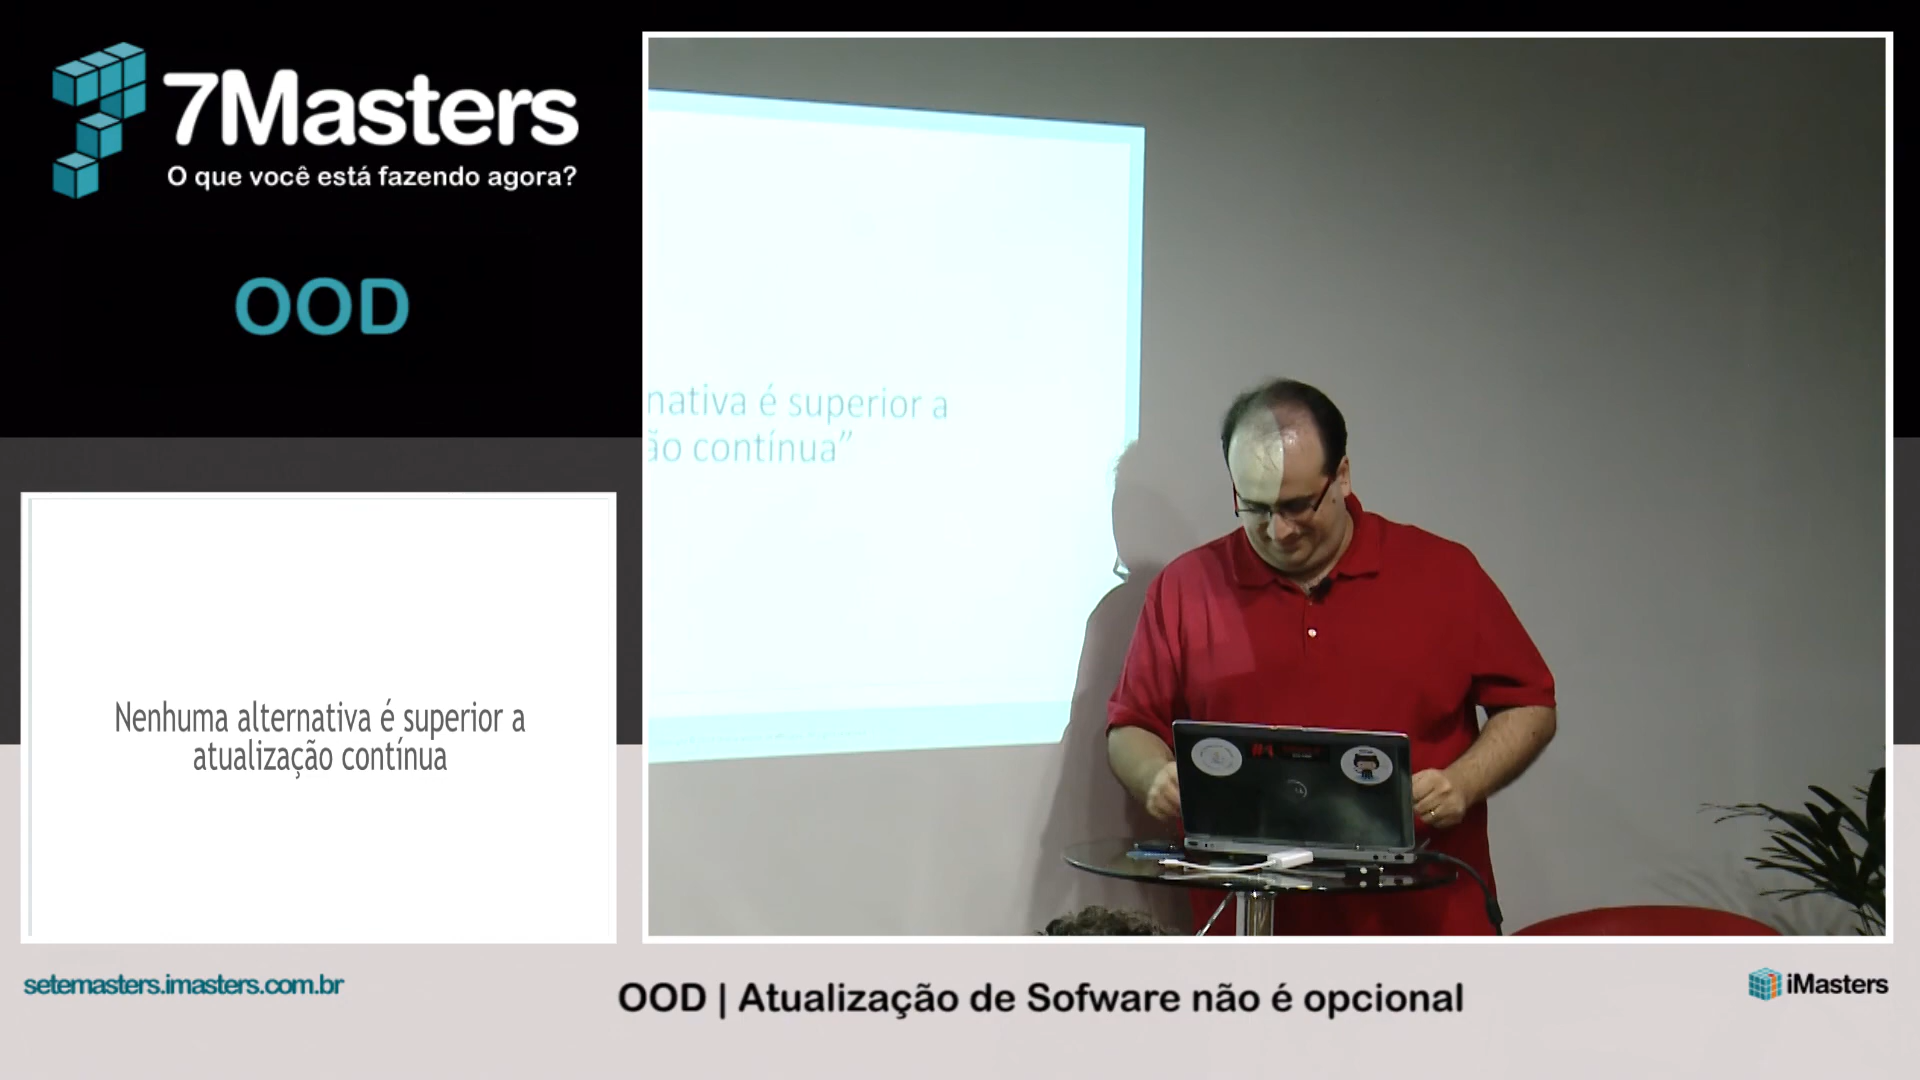 7Masters
O que você está fazendo agora?
OOD
nativa é superior a
ão contínua”
Nenhuma alternativa é superior a
atualização contínua
setemasters.imasters.com.br
OOD | Atualização de Sofware não é opcional
iMasters